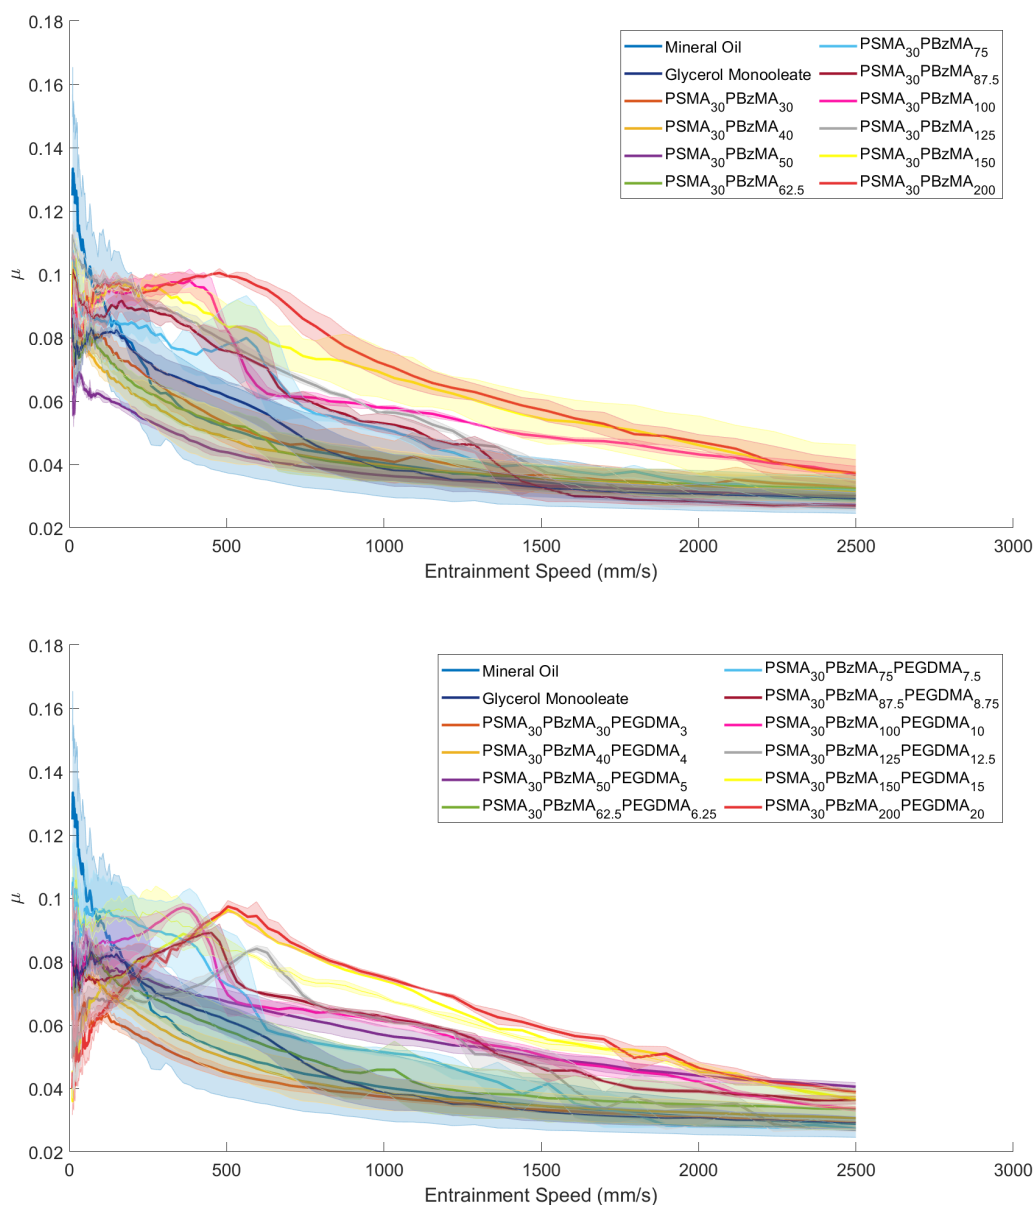 0.18
0.16
0.14
0.12
0.1
0.08
0.06
0.04
0.02
μ
Mineral Oil
Glycerol Monooleate
PSMA30PBzMA30
PSMA30PBzMA40
PSMA30PBzMA50
PSMA30PBzMA62.5
PSMA30PBzMA75
PSMA30PBzMA87.5
PSMA30PBzMA100
PSMA30PBzMA125
PSMA30PBzMA150
PSMA30PBzMA200
0 500 1000 1500 2000 2500 3000
Entrainment Speed (mm/s)
0.18
0.16
0.14
0.12
0.1
0.08
0.06
0.04
0.02
μ
Mineral Oil
Glycerol Monooleate
PSMA30PBzMA30PEGDMA3
PSMA30PBzMA40PEGDMA4
PSMA30PBzMA50PEGDMA5
PSMA30PBzMA62.5PEGDMA6.25
PSMA30PBzMA75PEGDMA7.5
PSMA30PBzMA87.5PEGDMA8.75
PSMA30PBzMA100PEGDMA10
PSMA30PBzMA125PEGDMA12.5
PSMA30PBzMA150PEGDMA15
PSMA30PBzMA200PEGDMA20
0 500 1000 1500 2000 2500 3000
Entrainment Speed (mm/s)